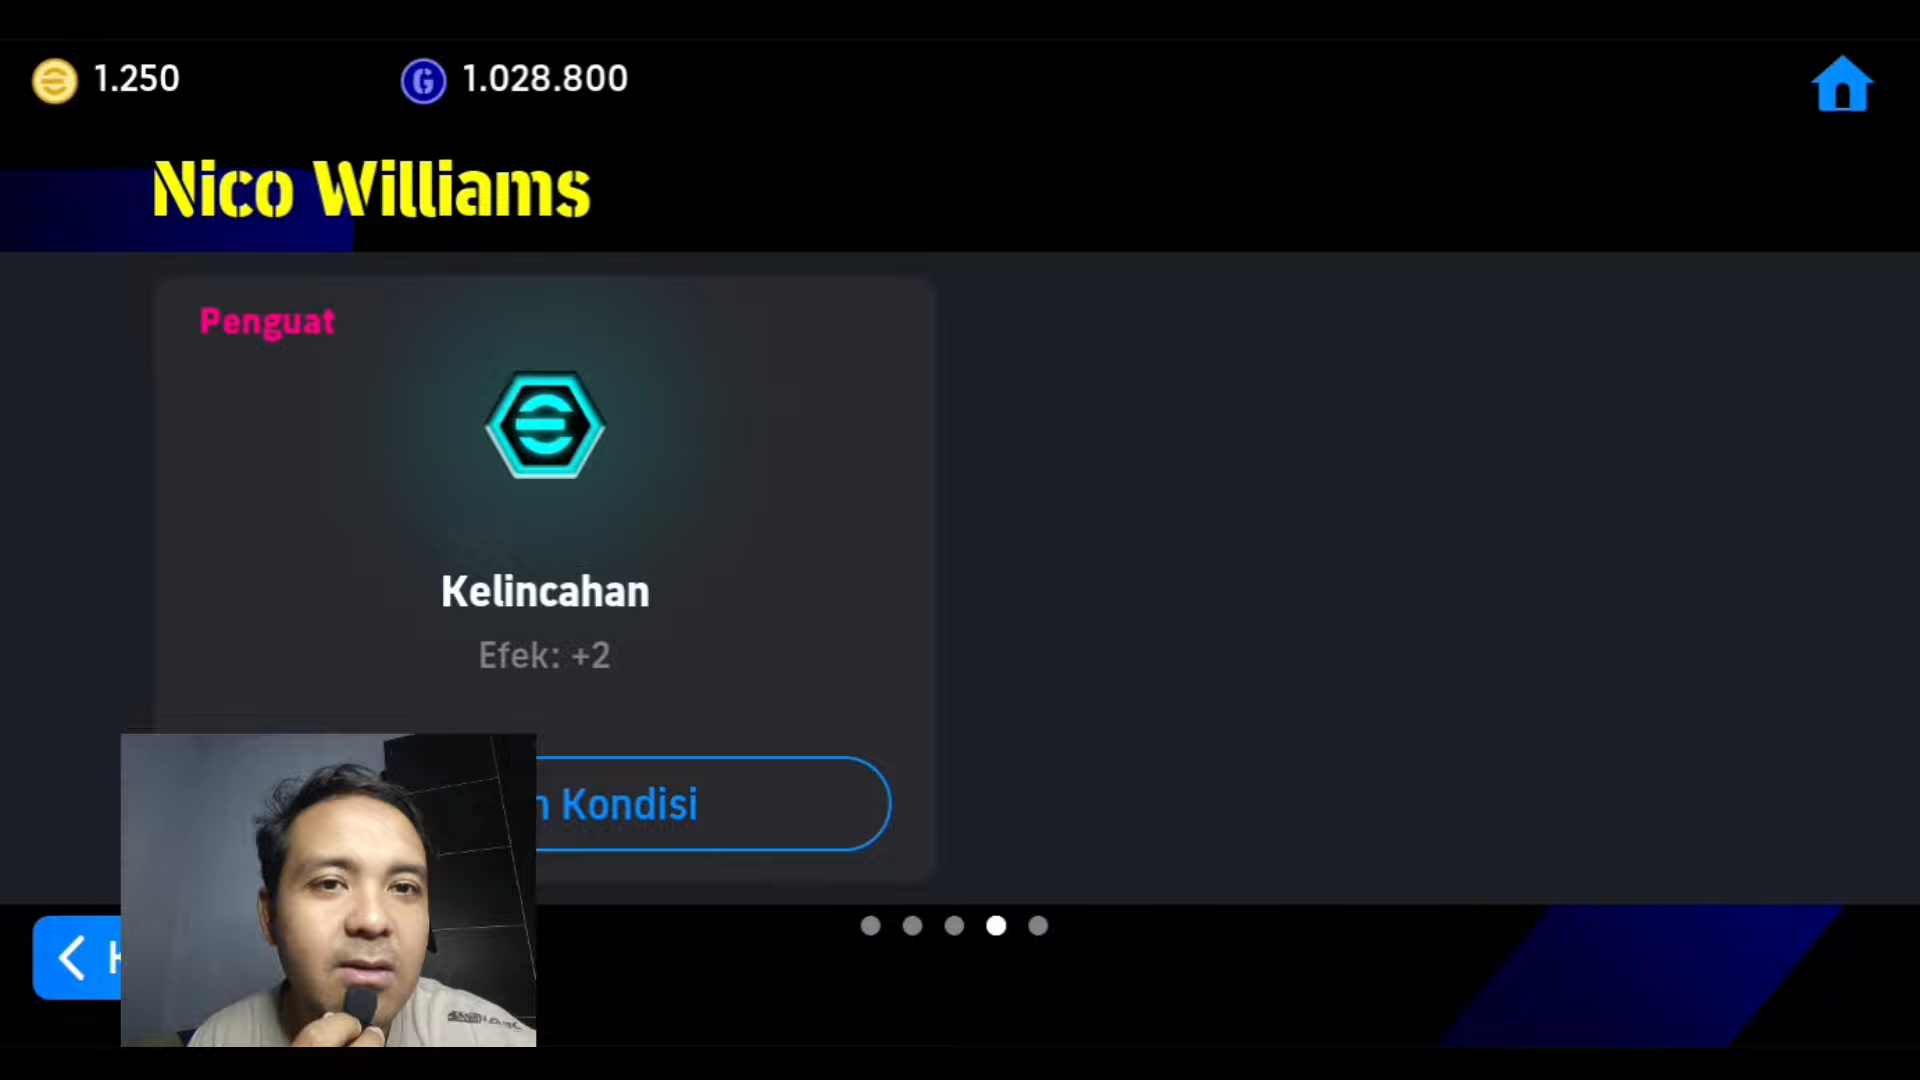 1.250
1.028.800
Nico Williams
Penguat
Kelincahan
Efek: +2
n Kondisi